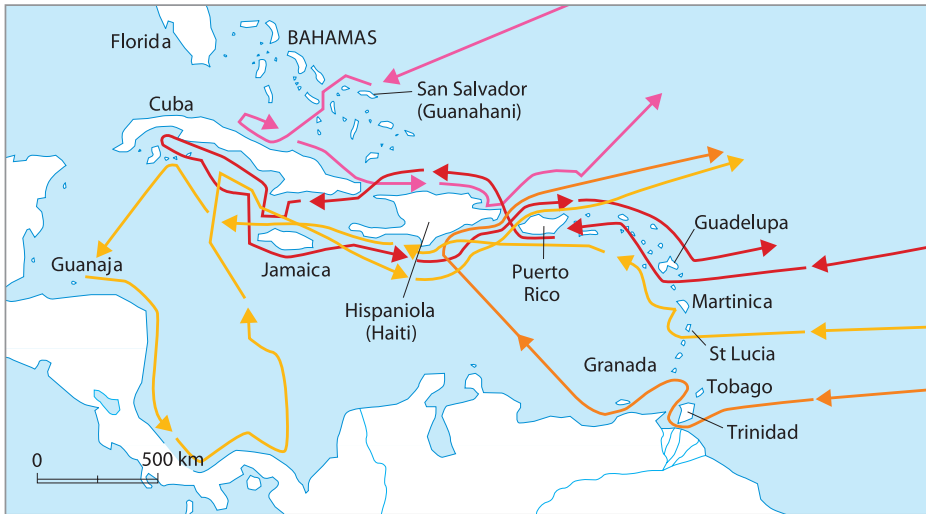 Florida
BAHAMAS
San Salvador
(Guanahani)
Cuba
Guadelupa
Guanaja
Jamaica
Puerto
Rico
Hispaniola
(Haiti)
Martinica
St Lucia
Granada
Tobago
Trinidad
0
500 km